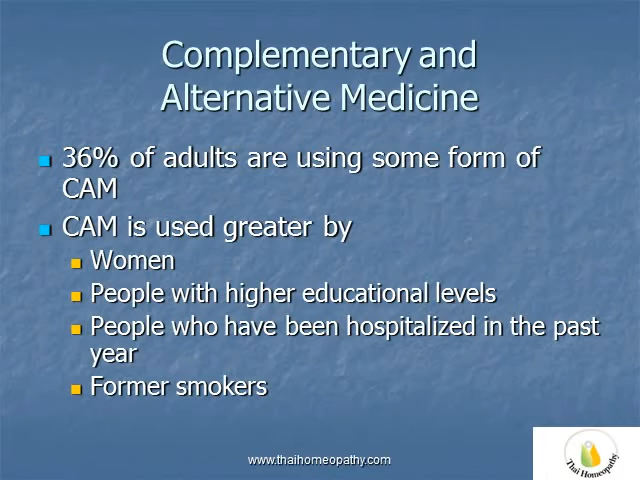 Complementary and
Alternative Medicine
36% of adults are using some form of
CAM
CAM is used greater by
Women
People with higher educational levels
People who have been hospitalized in the past
year
Former smokers
www.thaihomeopathy.com
Thai Homeopathy